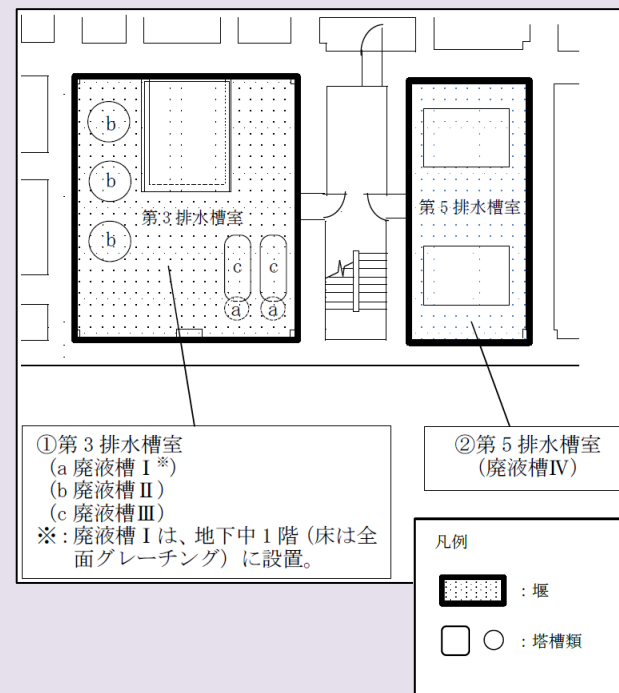 b
b
第3排水槽室
第5排水槽室
b
c
c
a
a
①第3排水槽室
(a 廃液槽Ⅰ※)
(b 廃液槽Ⅱ)
(c 廃液槽Ⅲ)
※:廃液槽Ⅰは、地下中1階(床は全
面グレーチング)に設置。
②第5排水槽室
(廃液槽Ⅳ)
凡例
:堰
:塔槽類